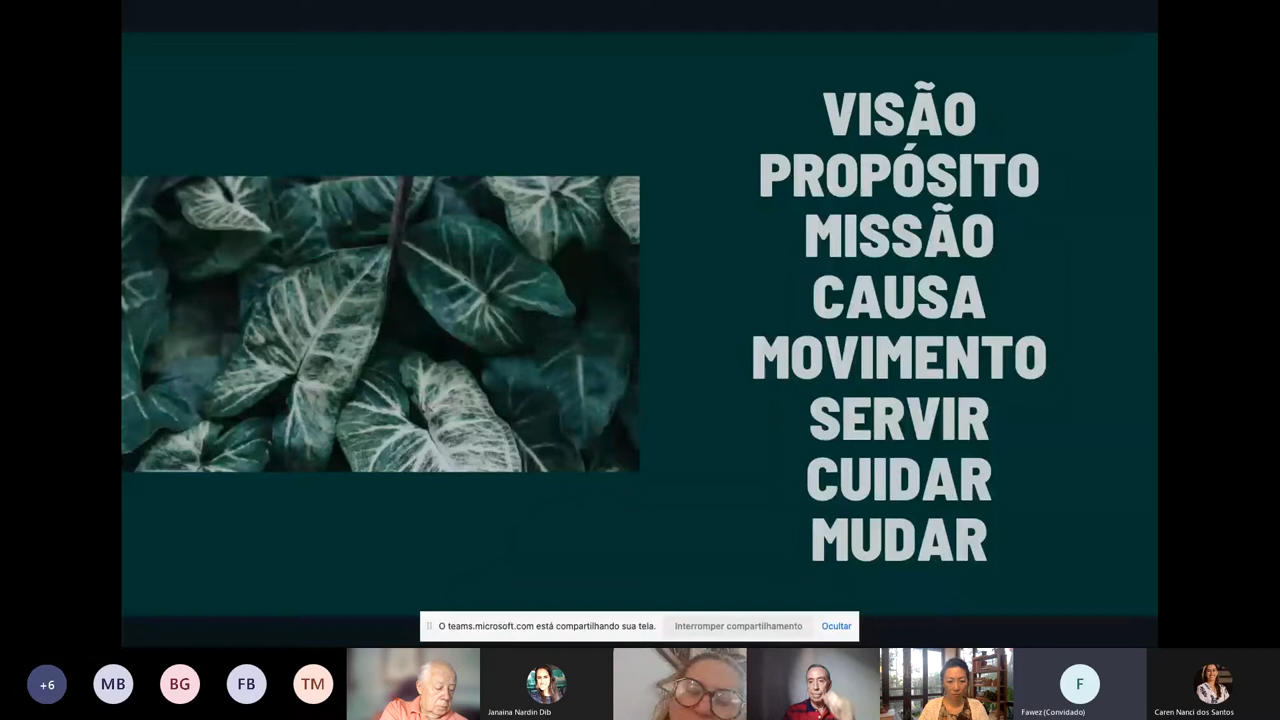 VISÃO
PROPÓSITO
MISSÃO
CAUSA
MOVIMENTO
SERVIR
CUIDAR
MUDAR
O teams.microsoft.com está compartilhando sua tela. Interromper compartilhamento Ocultar
+6 MB BG FB TM F
Janaina Nardin Dib Fawez (Convidado) Caren Nanci dos Santos